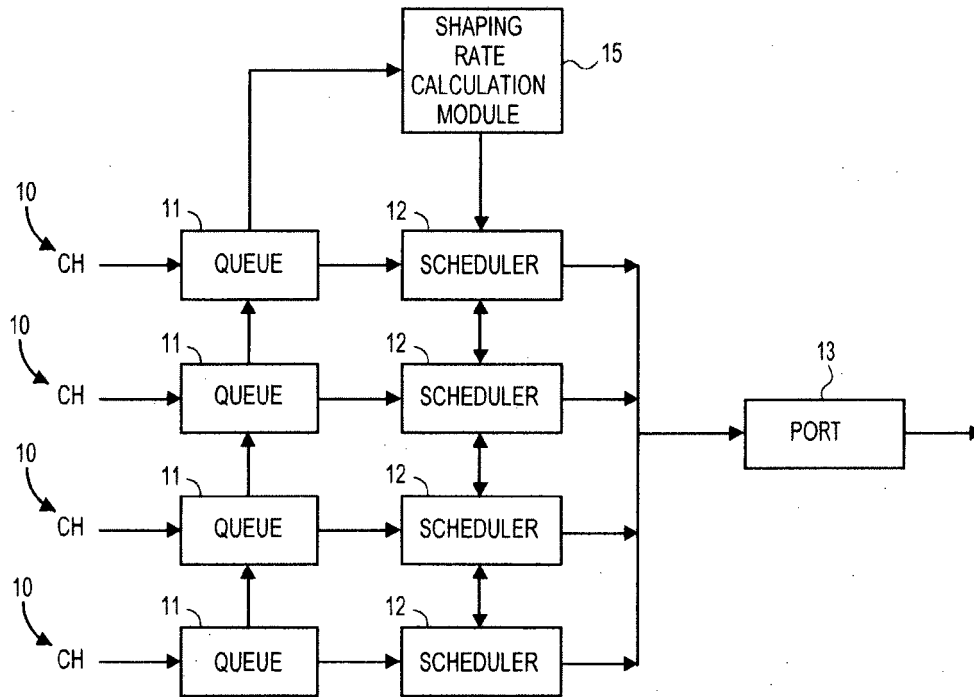 SHAPING
RATE
CALCULATION
MODULE
15
10
11
12
CH
QUEUE
SCHEDULER
10
11
12
13
CH
QUEUE
SCHEDULER
PORT
10
11
12
CH
QUEUE
SCHEDULER
10
11
12
CH
QUEUE
SCHEDULER